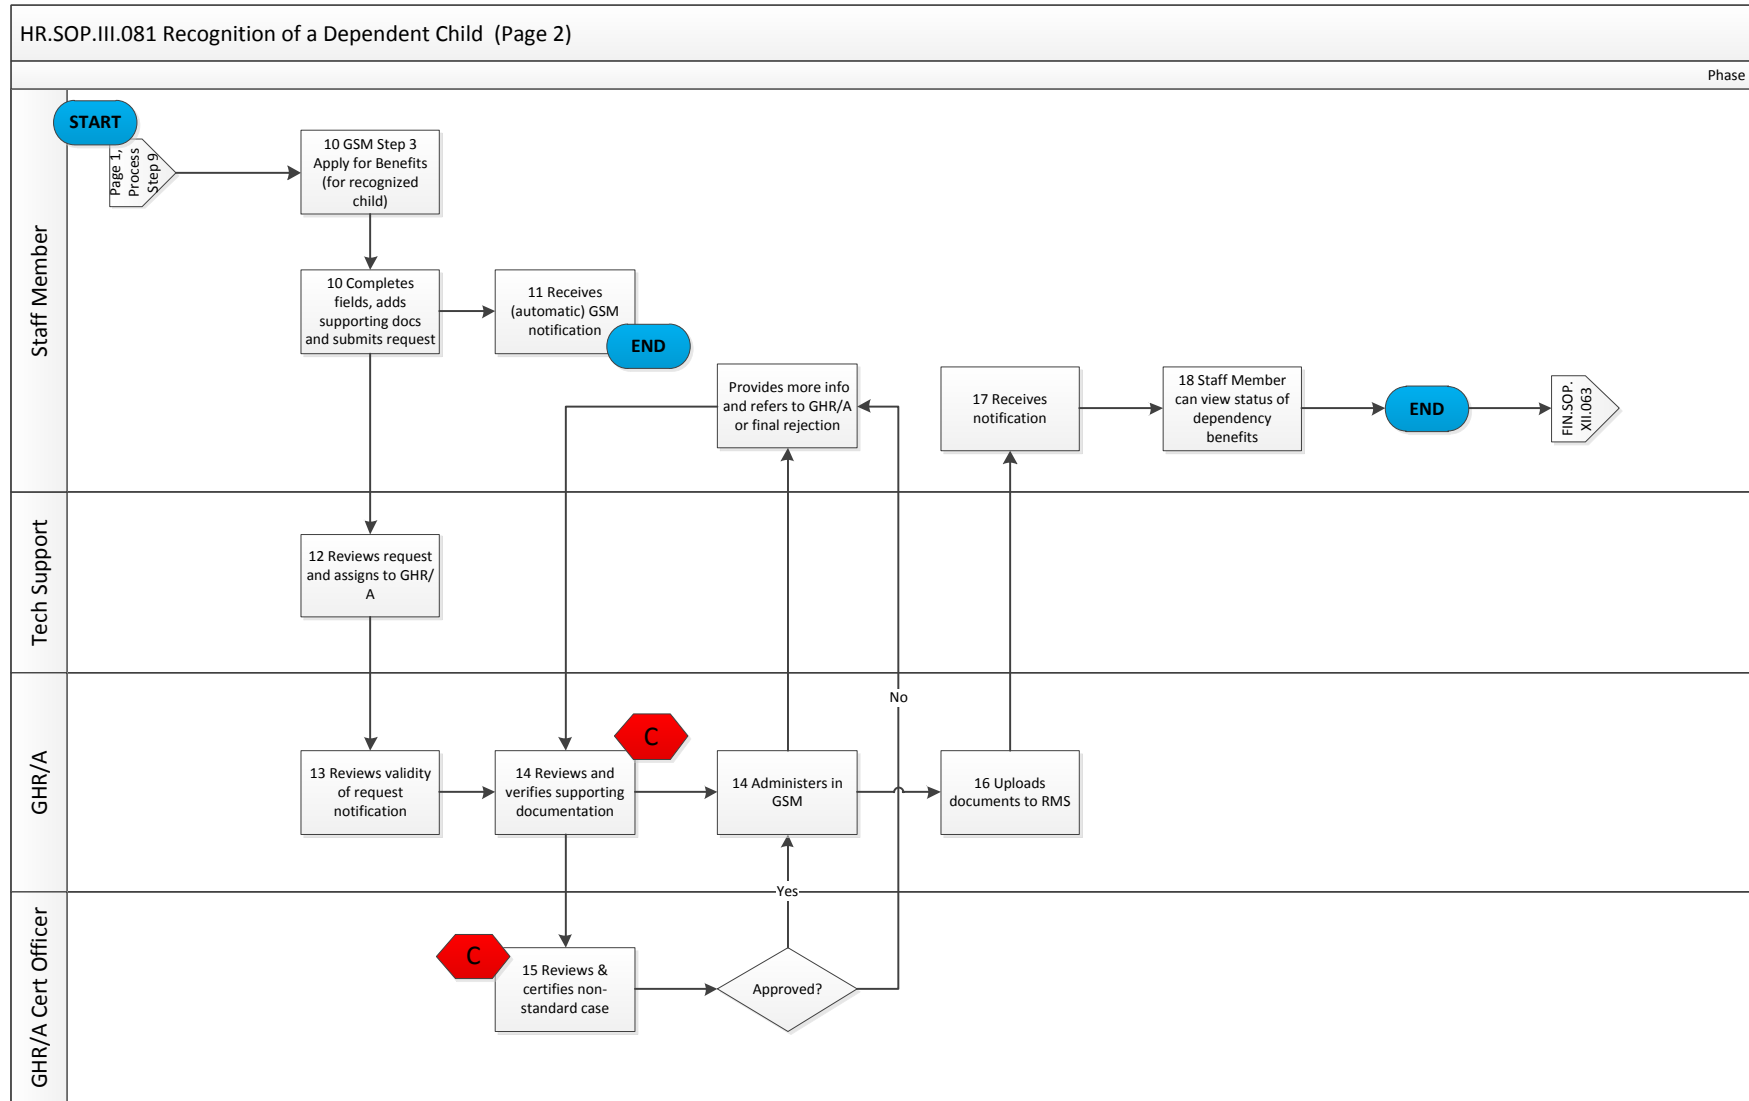 HR.SOP.III.081 Recognition of a Dependent Child (Page 2)
Phase
Staff Member
START
Page 1,
Process
Step 9
10 GSM Step 3
Apply for Benefits
(for recognized
child)
10 Completes
fields, adds
supporting docs
and submits request
11 Receives
(automatic) GSM
notification
END
Provides more info
and refers to GHR/A
or final rejection
17 Receives
notification
18 Staff Member
can view status of
dependency
benefits
END
FIN.SOP.
XII.063
Tech Support
12 Reviews request
and assigns to GHR/
A
GHR/A
13 Reviews validity
of request
notification
14 Reviews and
verifies supporting
documentation
C
14 Administers in
GSM
No
16 Uploads
documents to RMS
Yes
GHR/A Cert Officer
C
15 Reviews &
certifies non-
standard case
Approved?